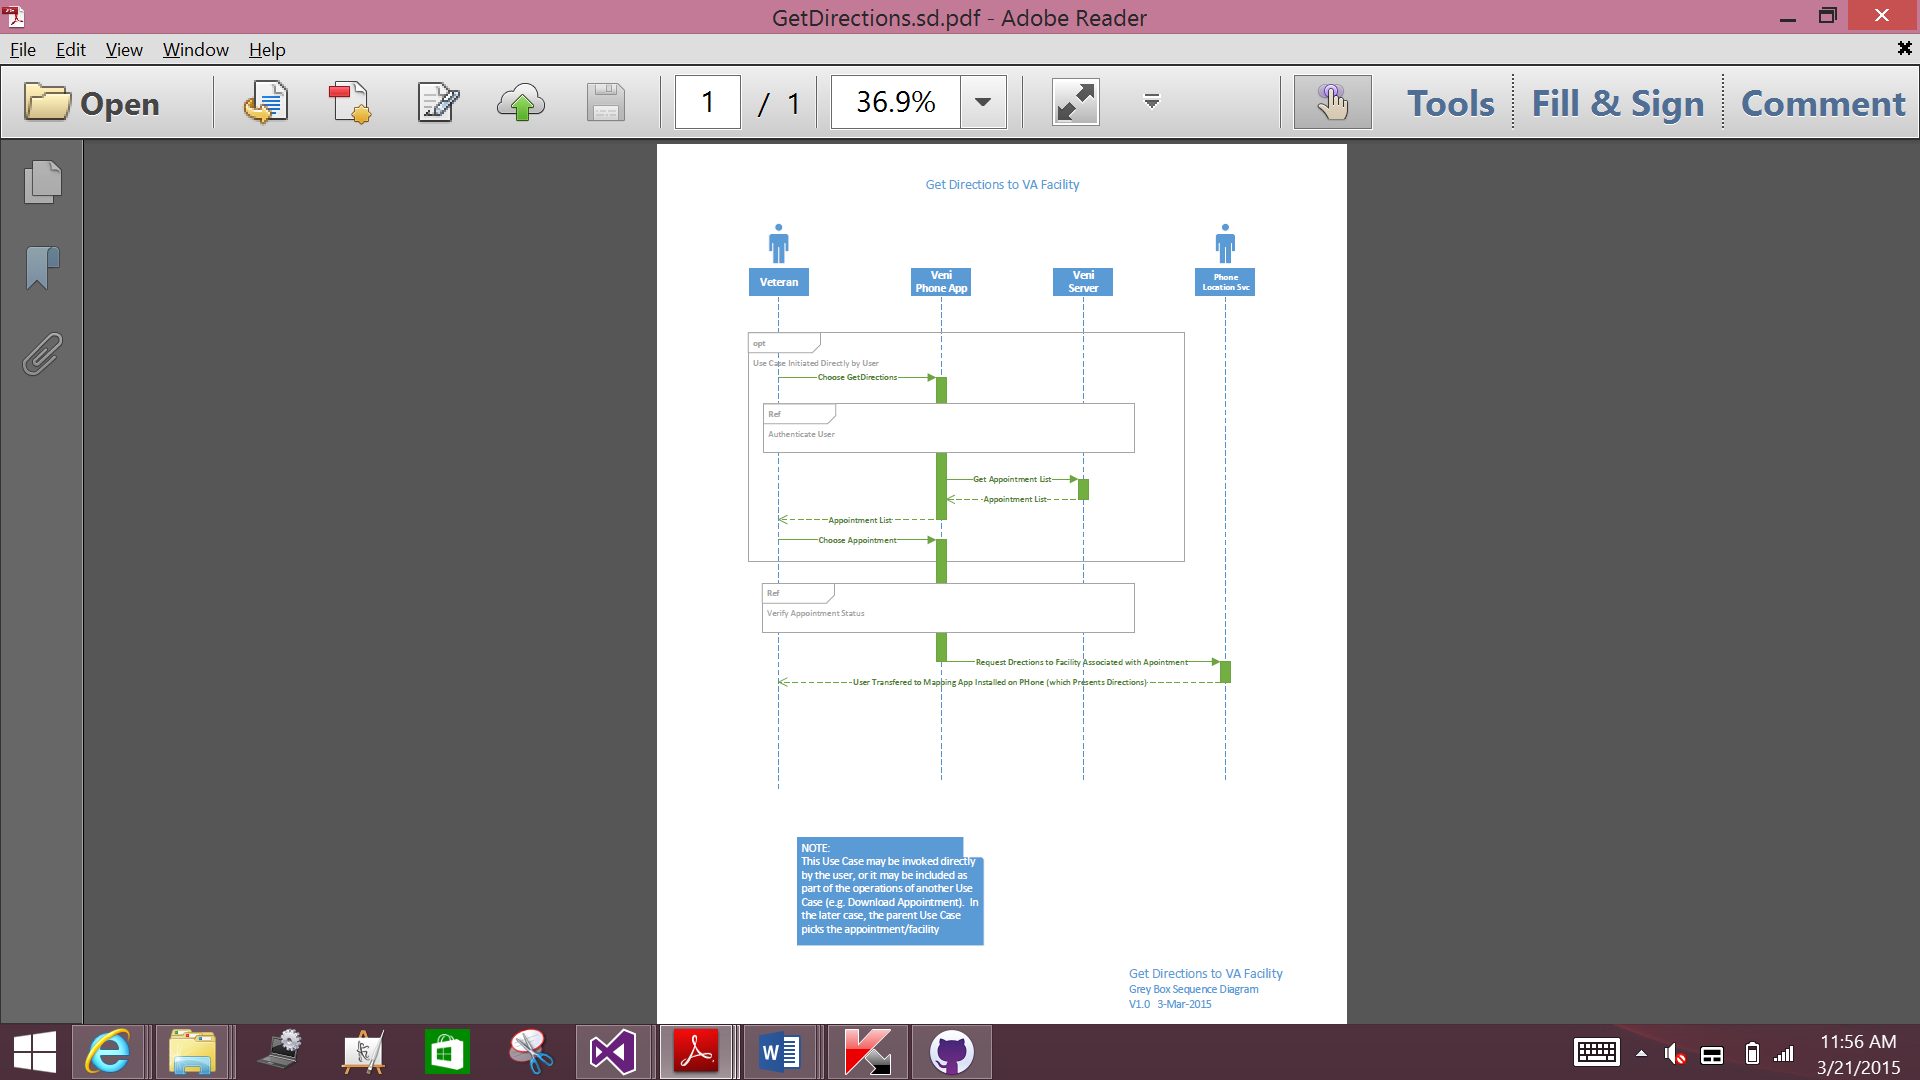 GetDirections.sd.pdf - Adobe Reader
File Edit View Window Help
Open
1 / 1
36.9%
Tools
Fill & Sign
Comment
Get Directions to VA Facility
Veteran
Veni
Phone App
Veni
Server
Phone
Location Svc
opt
Use Case Initiated Directly by User
Choose GetDirections
Ref
Authenticate User
Get Appointment List
Appointment List
Appointment List
Choose Appointment
Ref
Verify Appointment Status
Request Directions to Facility Associated with Apointment
User Transfered to Mapping App Installed on PHone (which Presents Directions)
NOTE:
This Use Case may be invoked directly
by the user, or it may be included as
part of the operations of another Use
Case (e.g. Download Appointment). In
the later case, the parent Use Case
picks the appointment/facility
Get Directions to VA Facility
Grey Box Sequence Diagram
V1.0 3-Mar-2015
11:56 AM
3/21/2015